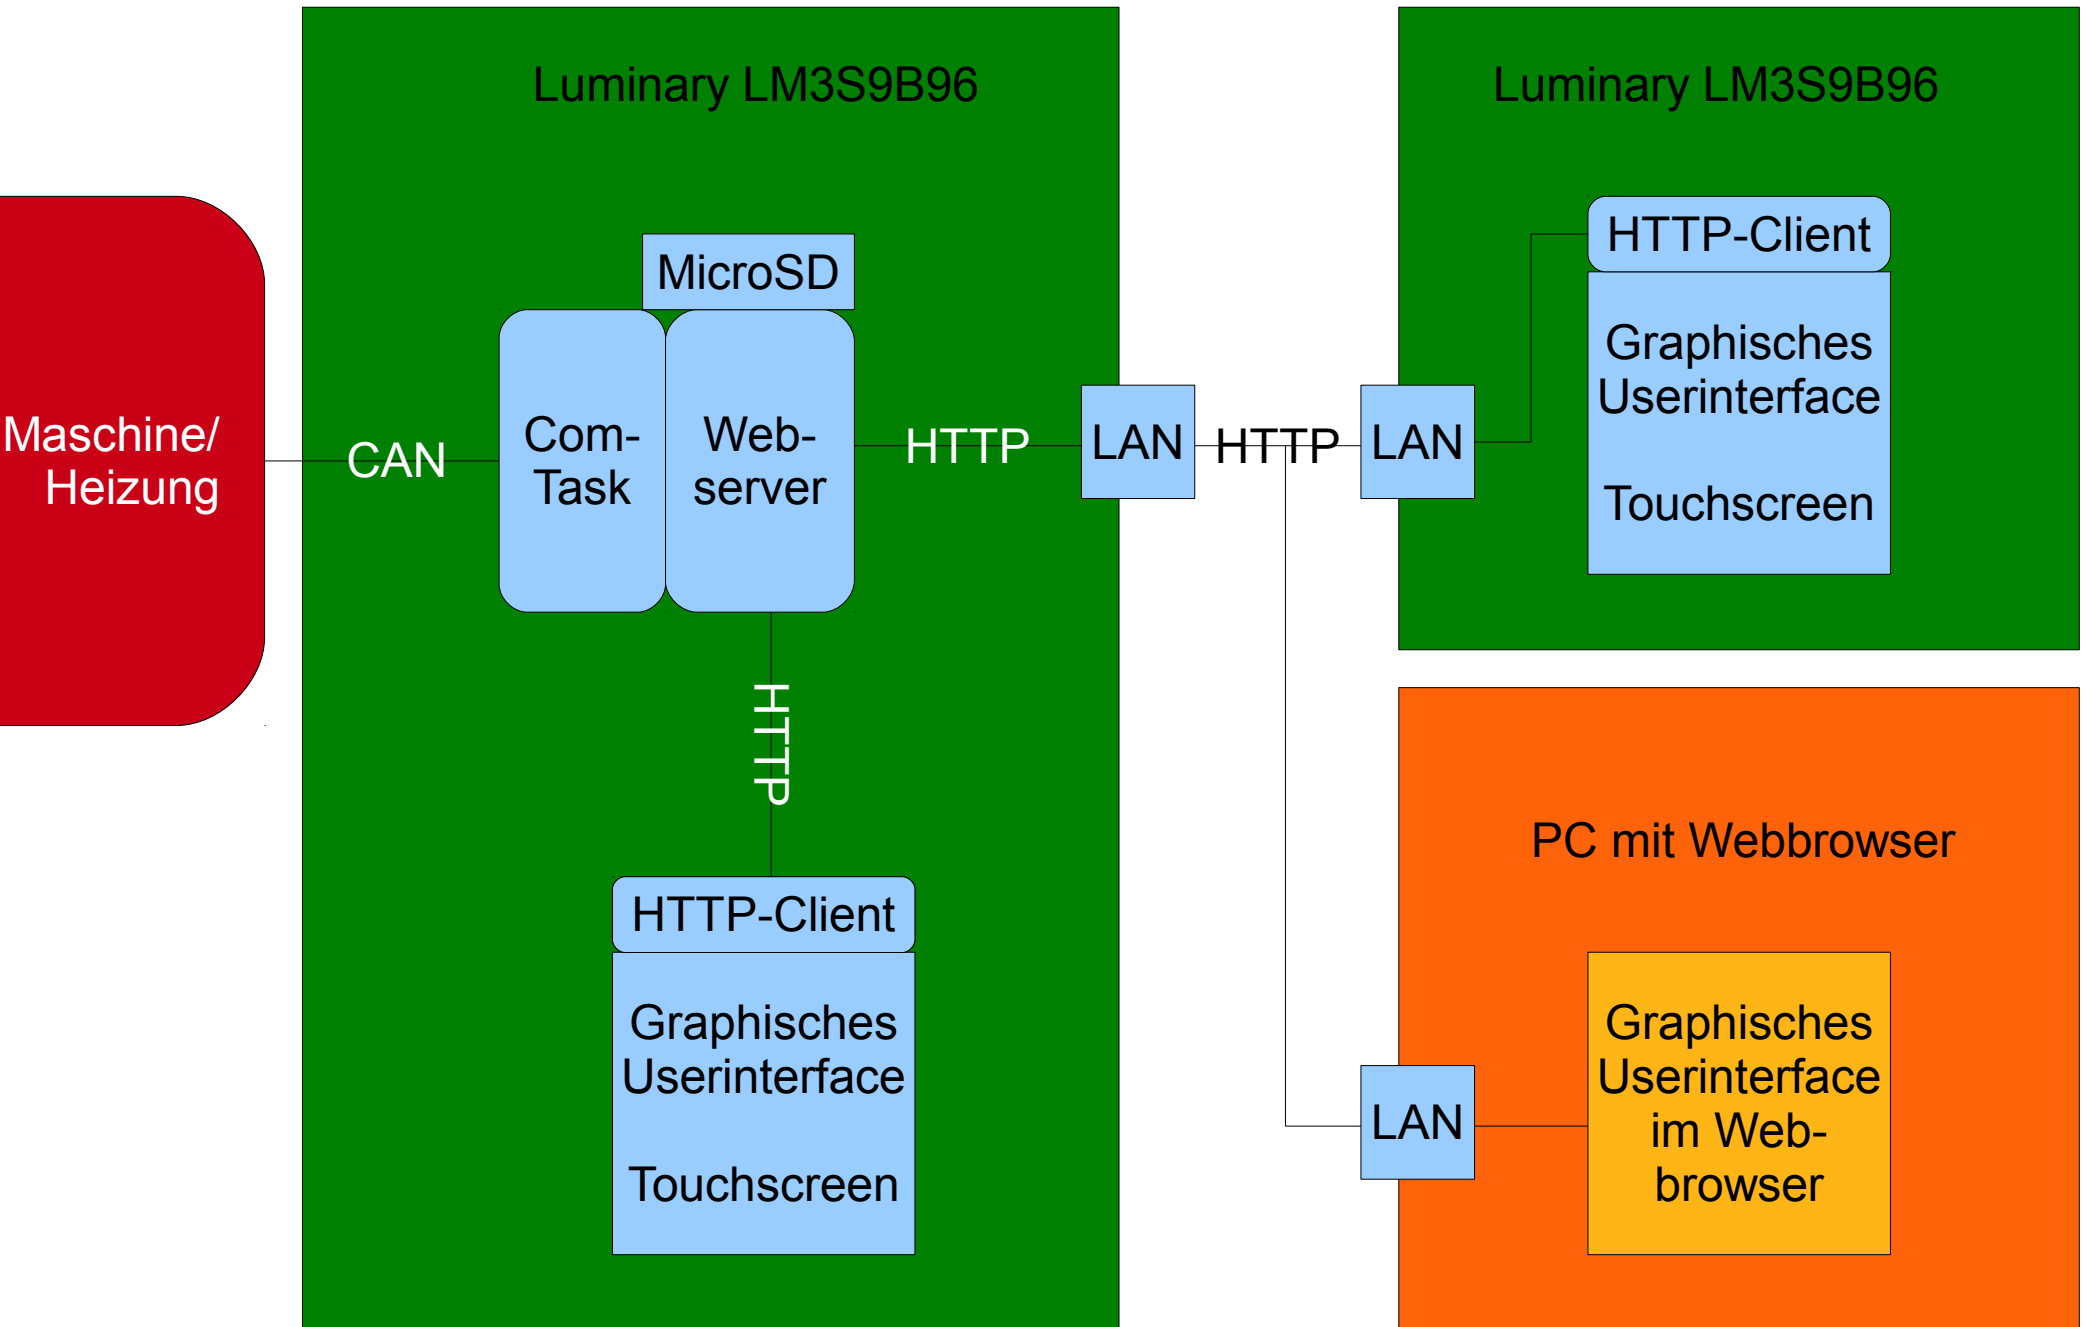 Luminary LM3S9B96
Luminary LM3S9B96
MicroSD
HTTP-Client
Graphisches
Userinterface
Touchscreen
Maschine/
Heizung
CAN
Com-
Task
Web-
server
HTTP
LAN
HTTP
LAN
HTTP
PC mit Webbrowser
HTTP-Client
Graphisches
Userinterface
Touchscreen
LAN
Graphisches
Userinterface
im Web-
browser